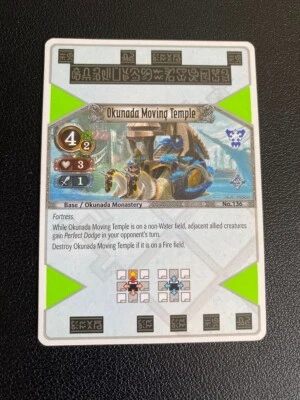 Okunada Moving Temple
4
2
3
1
Base / Okunada Monastery
No.136
Fortress.
While Okunada Moving Temple is on a non-Water field, adjacent allied creatures
gain Perfect Dodge in opponent's turn.
Destroy Okunada Moving Temple if it is on a Fire field.